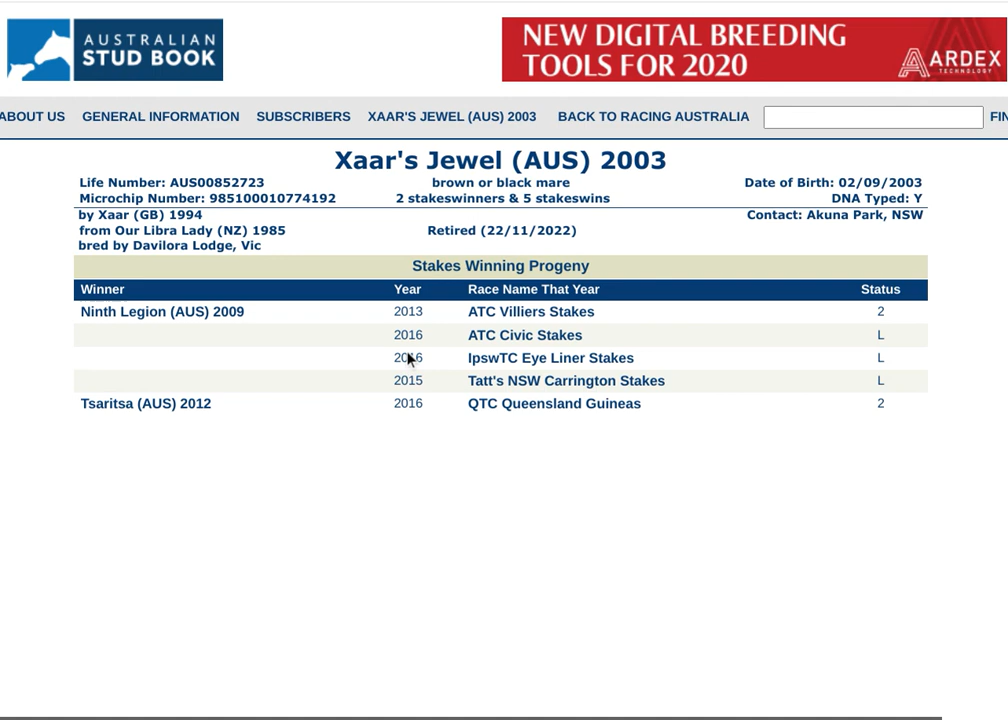 AUSTRALIAN
STUD BOOK
NEW DIGITAL BREEDING
TOOLS FOR 2020
ARDEX
TECHNOLOGY
ABOUT US GENERAL INFORMATION SUBSCRIBERS XAAR'S JEWEL (AUS) 2003 BACK TO RACING AUSTRALIA FIN
Xaar's Jewel (AUS) 2003
Life Number: AUS00852723 brown or black mare Date of Birth: 02/09/2003
Microchip Number: 985100010774192 2 stakeswinners & 5 stakeswins DNA Typed: Y
by Xaar (GB) 1994 Contact: Akuna Park, NSW
from Our Libra Lady (NZ) 1985 Retired (22/11/2022)
bred by Davilora Lodge, Vic
Stakes Winning Progeny
Winner Year Race Name That Year Status
Ninth Legion (AUS) 2009 2013 ATC Villiers Stakes 2
2016 ATC Civic Stakes L
IpswTC Eye Liner Stakes L
2015 Tatt's NSW Carrington Stakes L
Tsaritsa (AUS) 2012 2016 QTC Queensland Guineas 2